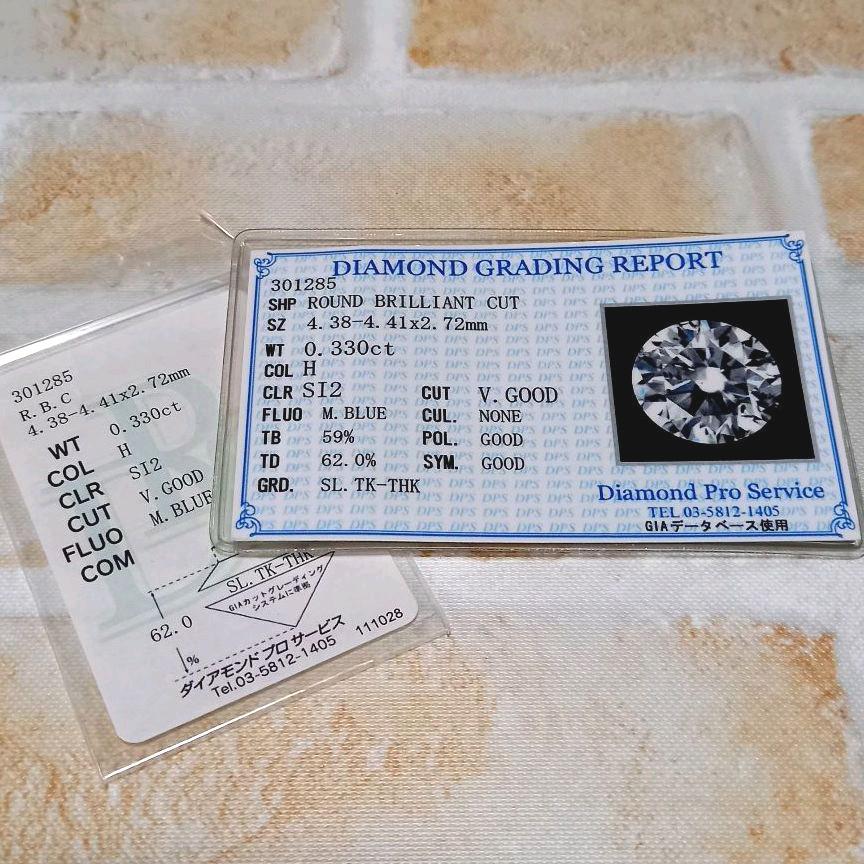 DIAMOND GRADING REPORT
301285
SHP ROUND BRILLIANT CUT
SZ 4.38-4.41x2.72mm
WT 0.330ct
COL H
CLR SI2 CUT V. GOOD
FLUO M. BLUE CUL. NONE
TB 59% POL. GOOD
TD 62.0% SYM. GOOD
GRD. SL. TK-THK
Diamond Pro Service
TEL 03-5812-1405
GIAデータベース使用
301285
R. B. C
4.38-4.41x2.72mm
WT 0.330ct
COL H
CLR SI2
CUT V. GOOD
FLUO M. BLUE
COM
SL. TK-THK
GIAカットグレーディング
システムに準拠
62.0
%
ダイアモンド プロ サービス
Tel.03-5812-1405 111028